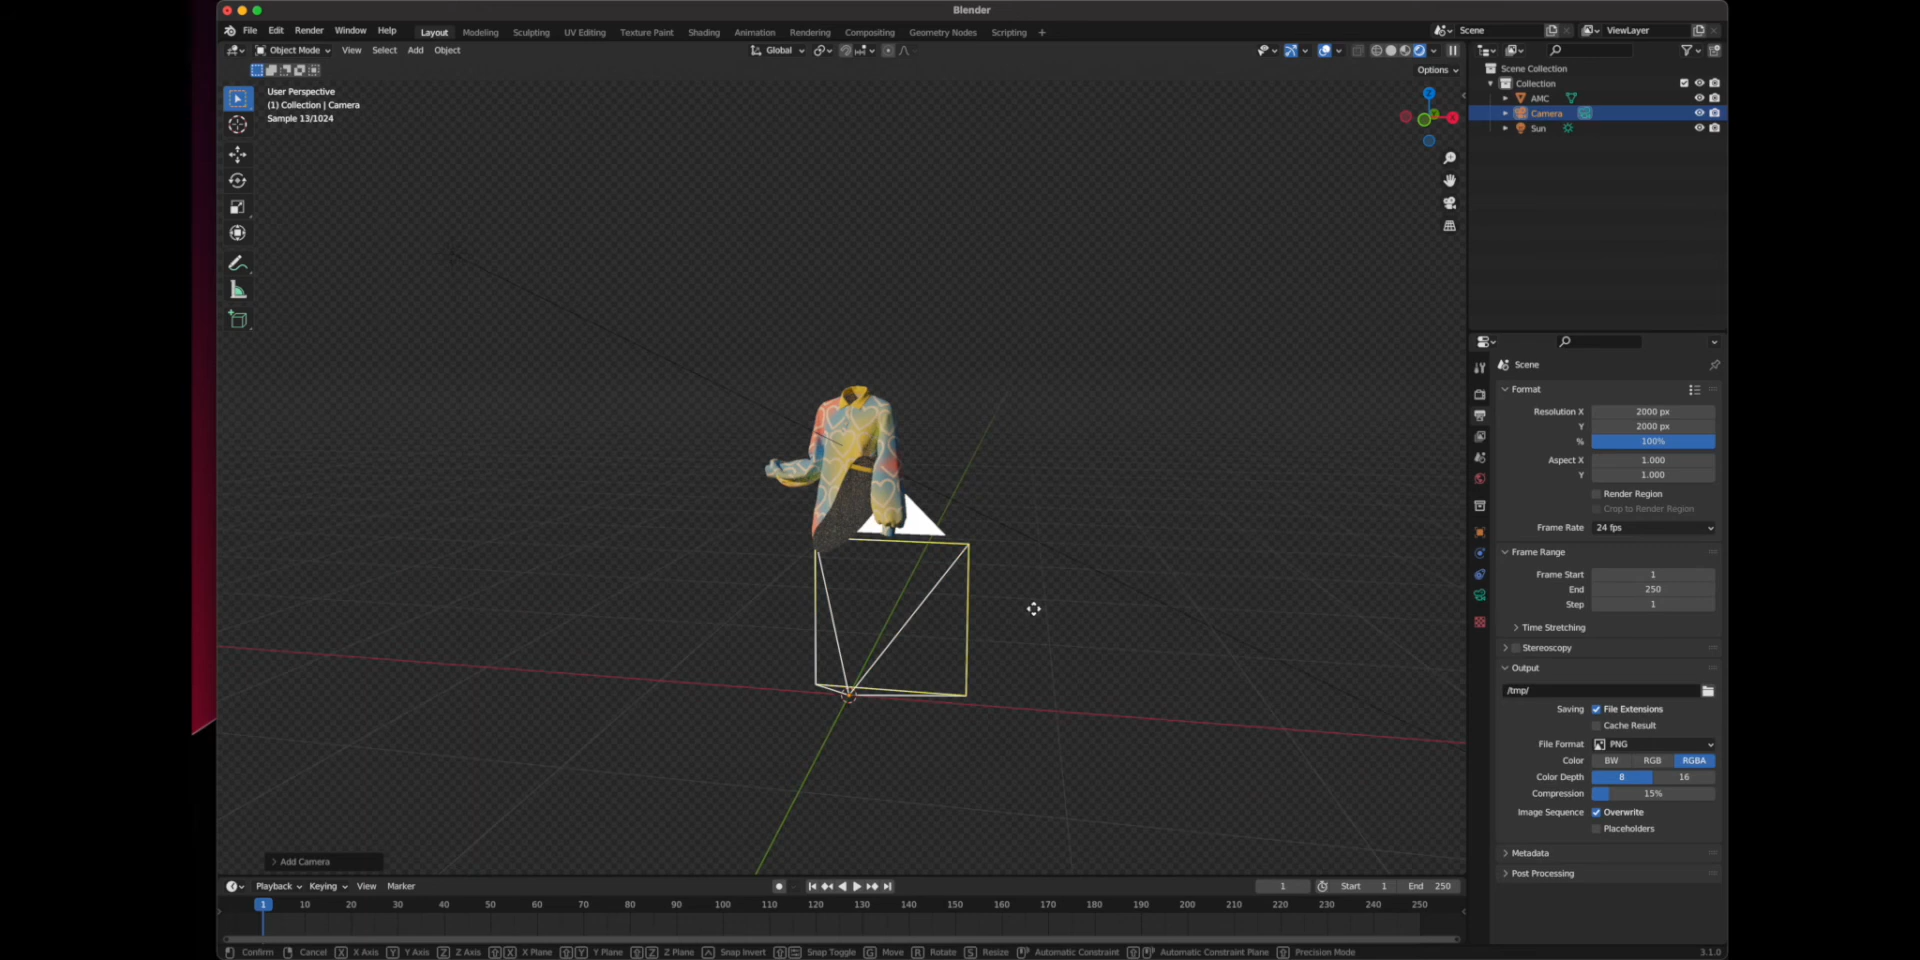 Blender
File Edit Render Window Help Layout Modeling Sculpting UV Editing Texture Paint Shading Animation Rendering Compositing Geometry Nodes Scripting + Scene ViewLayer
Object Mode View Select Add Object Global
Options
User Perspective
(1) Collection | Camera
Sample 13/1024
Z
X
Scene Collection
Collection
AMC
Camera
Sun
Scene
Format
Resolution X 2000 px
Y 2000 px
% 100%
Aspect X 1.000
Y 1.000
Render Region
Crop to Render Region
Frame Rate 24 fps
Frame Range
Frame Start 1
End 250
Step 1
Time Stretching
Stereoscopy
Output
/tmp/
Saving File Extensions
Cache Result
File Format PNG
Color BW RGB RGBA
Color Depth 8 16
Compression 15%
Image Sequence Overwrite
Placeholders
Metadata
Post Processing
Add Camera
Playback Keying View Marker 1 Start 1 End 250
1 10 20 30 40 50 60 70 80 90 100 110 120 130 140 150 160 170 180 190 200 210 220 230 240 250
Confirm Cancel X X Axis Y Y Axis Z Z Axis X X Plane Y Y Plane Z Z Plane Snap Invert Snap Toggle G Move R Rotate S Resize Automatic Constraint Automatic Constraint Plane Precision Mode 3.1.0